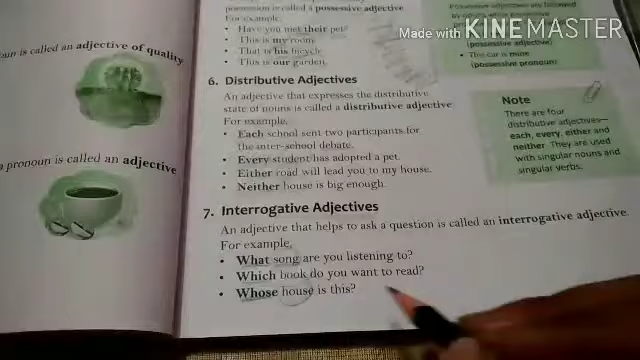 oun is called an adjective of quality
a pronoun is called an adjective
possession is called a possessive adjective
For example,
• Have you met their pet?
• This is my room.
• That is his bicycle.
• This is our garden.
6. Distributive Adjectives
An adjective that expresses the distributive
state of nouns is called a distributive adjective
For example,
• Each school sent two participants for
the inter-school debate.
• Every student has adopted a pet.
• Either road will lead you to my house.
• Neither house is big enough.
7. Interrogative Adjectives
An adjective that helps to ask a question is called an interrogative adjective.
For example,
• What song are you listening to?
• Which book do you want to read?
• Whose house is this?
Made with KINEMASTER
(possessive adjective)
• This car is mine
(possessive pronoun)
Note
There are four
distributive adjectives—
each, every, either and
neither. They are used
with singular nouns and
singular verbs.